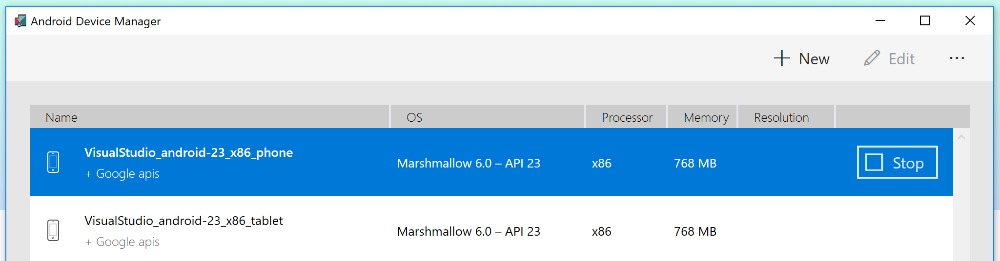 Android Device Manager
New Edit ...
Name OS Processor Memory Resolution
VisualStudio_android-23_x86_phone
+ Google apis
Marshmallow 6.0 – API 23 x86 768 MB Stop
VisualStudio_android-23_x86_tablet
+ Google apis
Marshmallow 6.0 – API 23 x86 768 MB